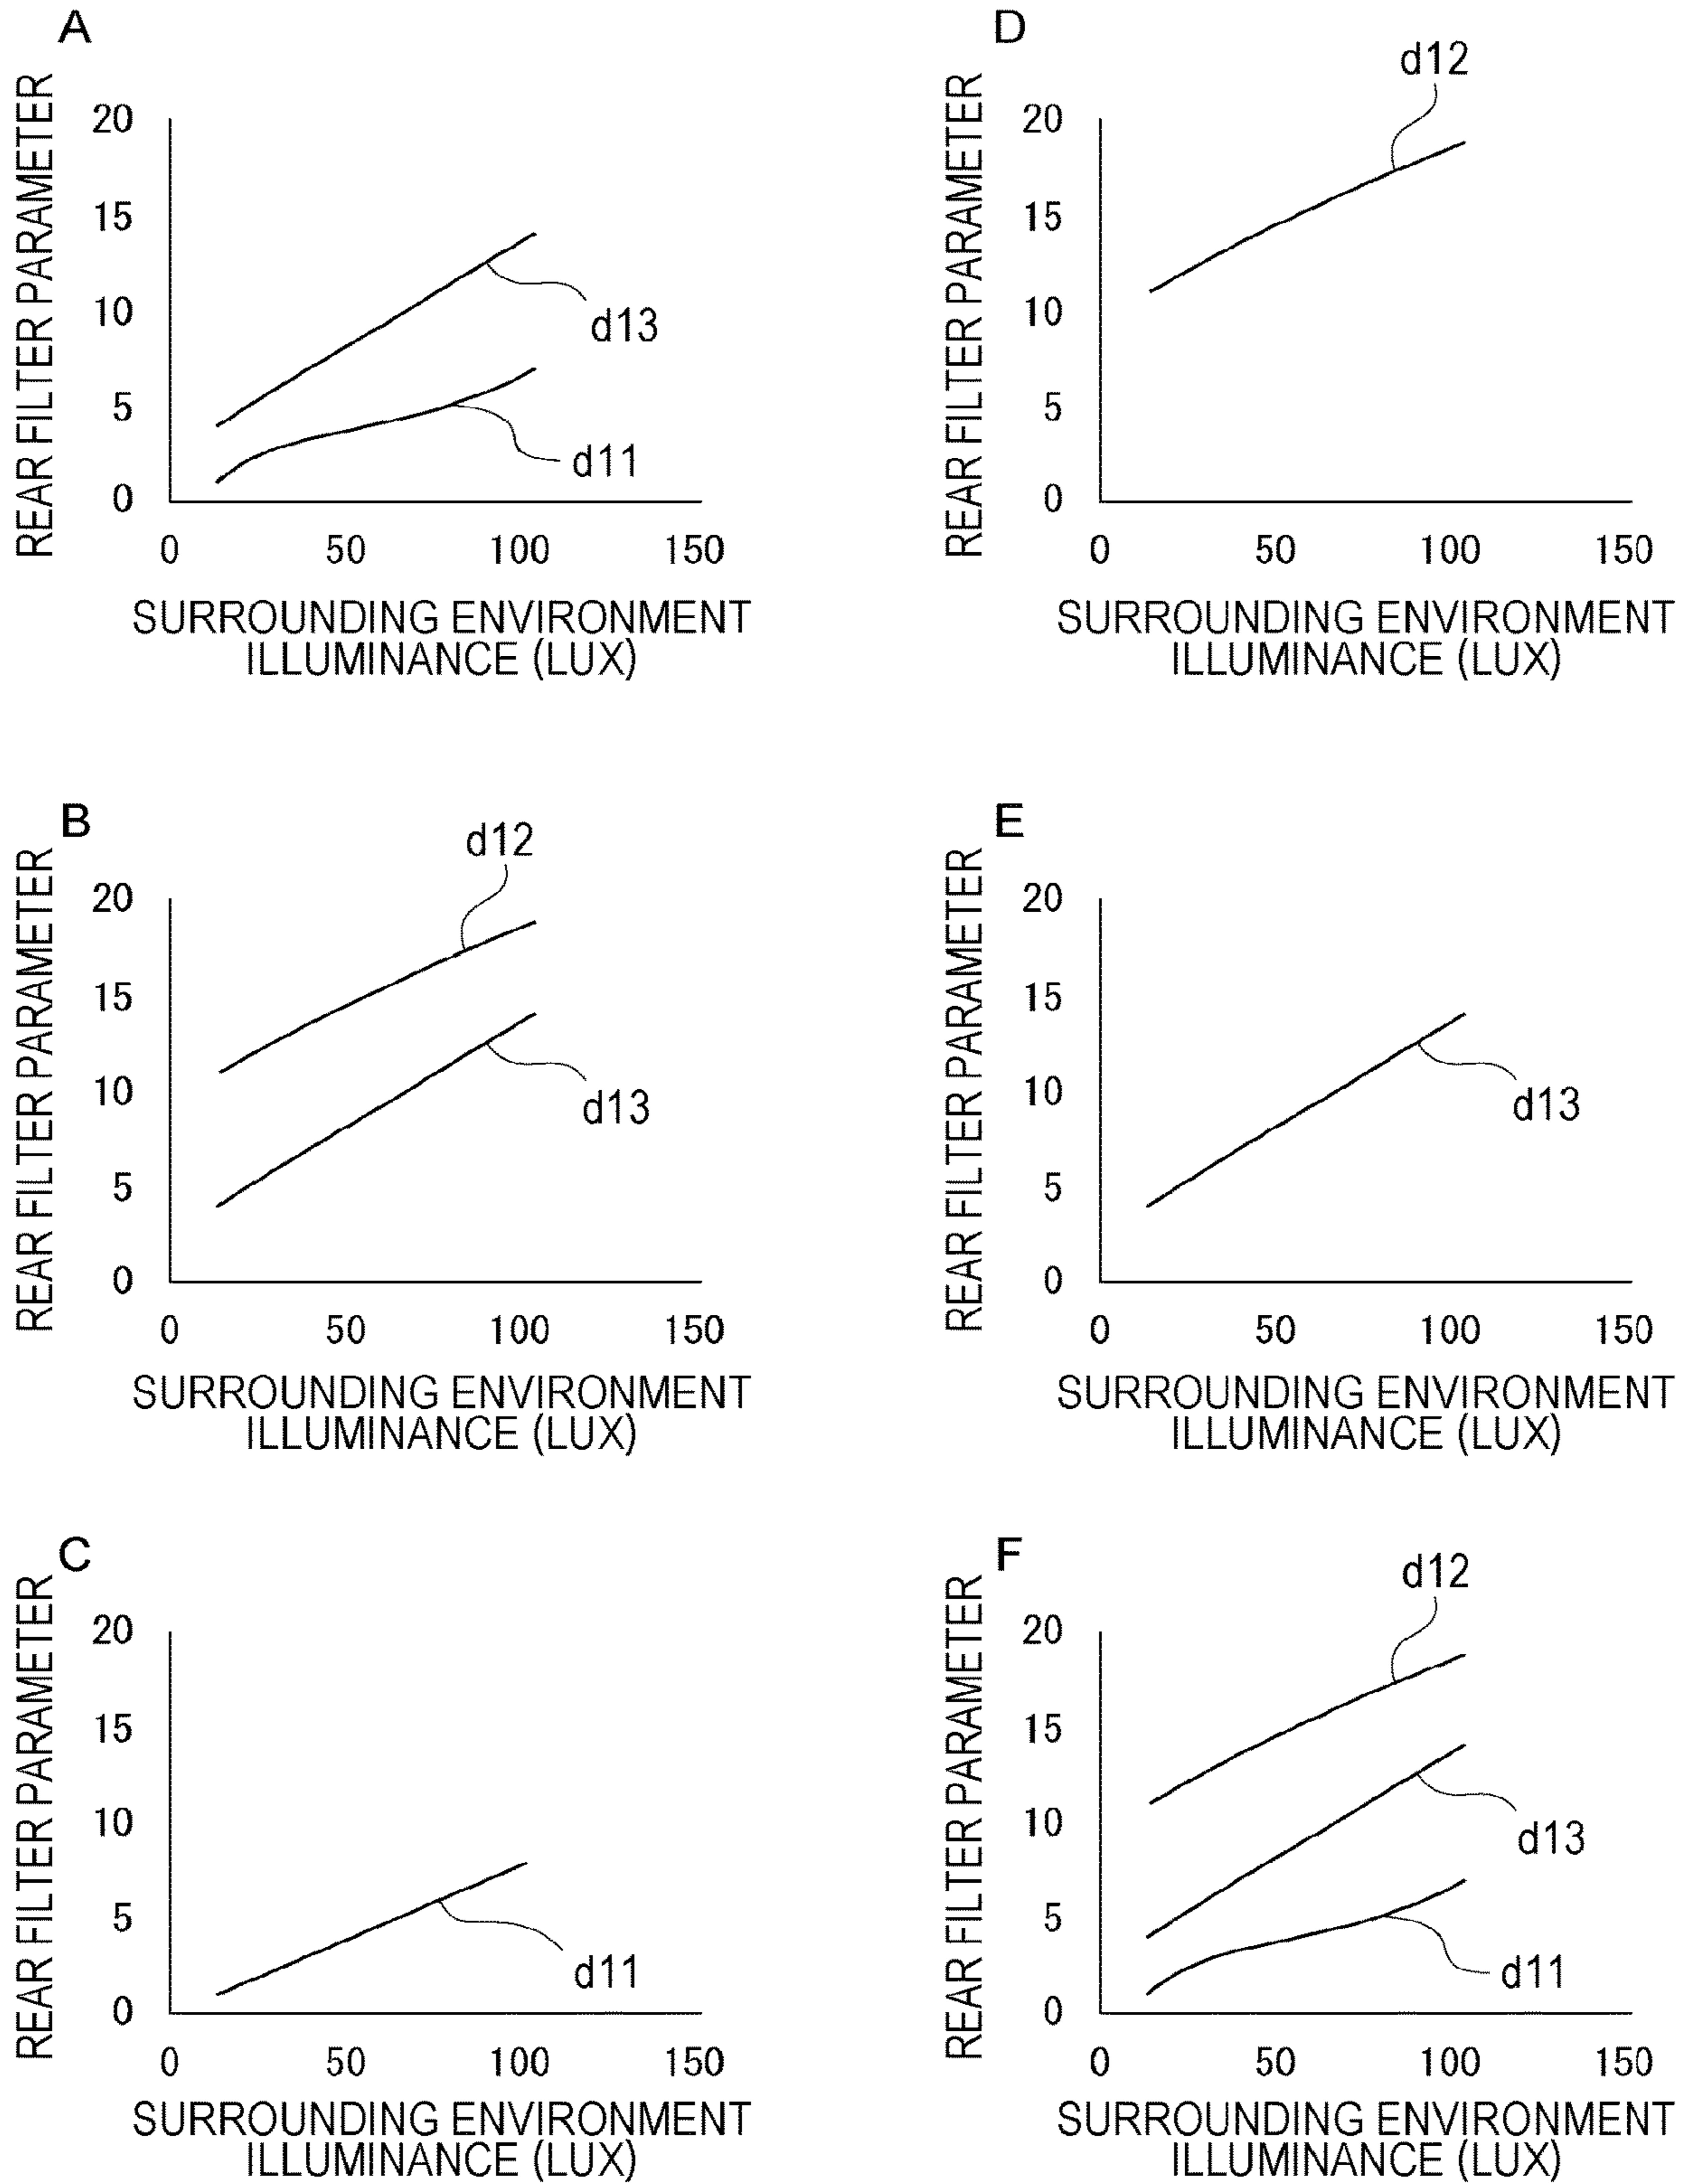 A
REAR FILTER PARAMETER
20
15
10
5
0
d13
d11
0 50 100 150
SURROUNDING ENVIRONMENT
ILLUMINANCE (LUX)
D
REAR FILTER PARAMETER
d12
20
15
10
5
0
0 50 100 150
SURROUNDING ENVIRONMENT
ILLUMINANCE (LUX)
B
REAR FILTER PARAMETER
d12
20
15
10
5
0
d13
0 50 100 150
SURROUNDING ENVIRONMENT
ILLUMINANCE (LUX)
E
REAR FILTER PARAMETER
20
15
10
5
0
d13
0 50 100 150
SURROUNDING ENVIRONMENT
ILLUMINANCE (LUX)
C
REAR FILTER PARAMETER
20
15
10
5
0
d11
0 50 100 150
SURROUNDING ENVIRONMENT
ILLUMINANCE (LUX)
F
REAR FILTER PARAMETER
d12
20
15
10
5
0
d13
d11
0 50 100 150
SURROUNDING ENVIRONMENT
ILLUMINANCE (LUX)